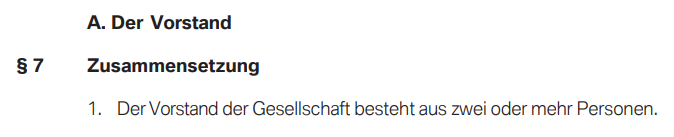 A. Der Vorstand
§ 7 Zusammensetzung
1. Der Vorstand der Gesellschaft besteht aus zwei oder mehr Personen.